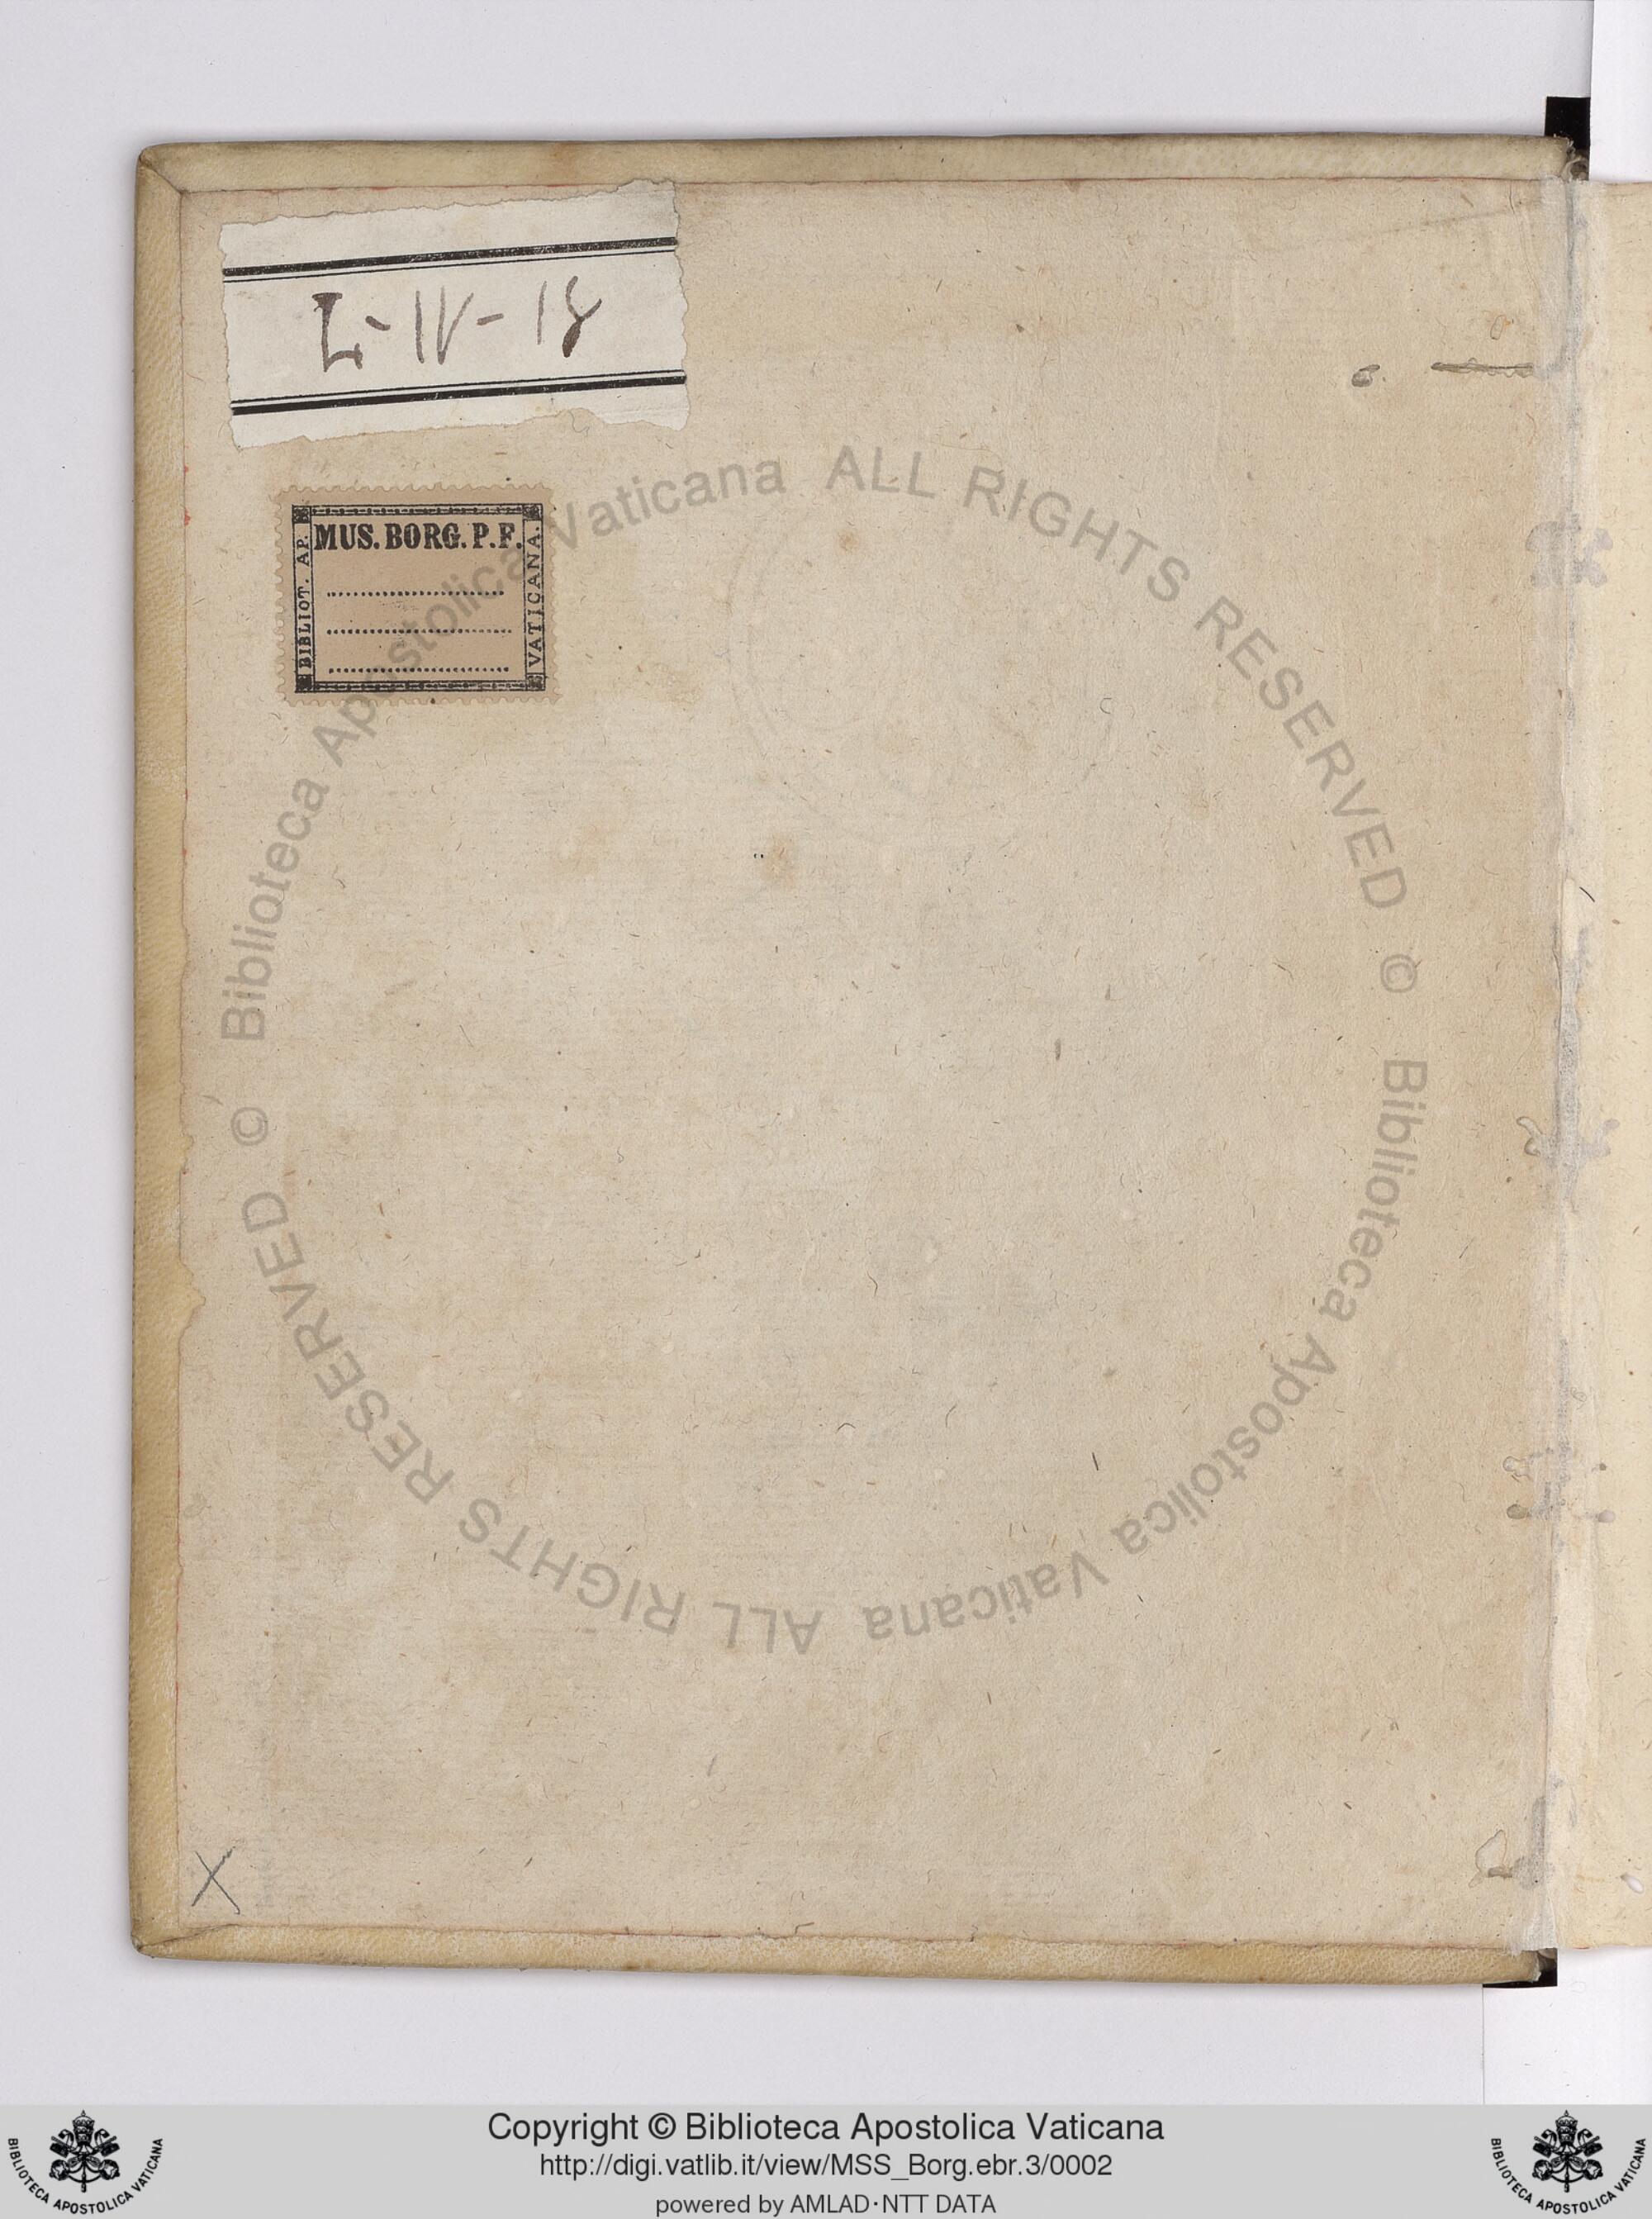 L-IV-18
MUS. BORG. P. F.
BIBLIOT. AP.
VATICANA.
© Biblioteca Apostolica Vaticana ALL RIGHTS RESERVED
© Biblioteca Apostolica Vaticana ALL RIGHTS RESERVED
Copyright © Biblioteca Apostolica Vaticana
http://digi.vatlib.it/view/MSS_Borg.ebr.3/0002
powered by AMLAD·NTT DATA
BIBLIOTECA APOSTOLICA VATICANA
BIBLIOTECA APOSTOLICA VATICANA